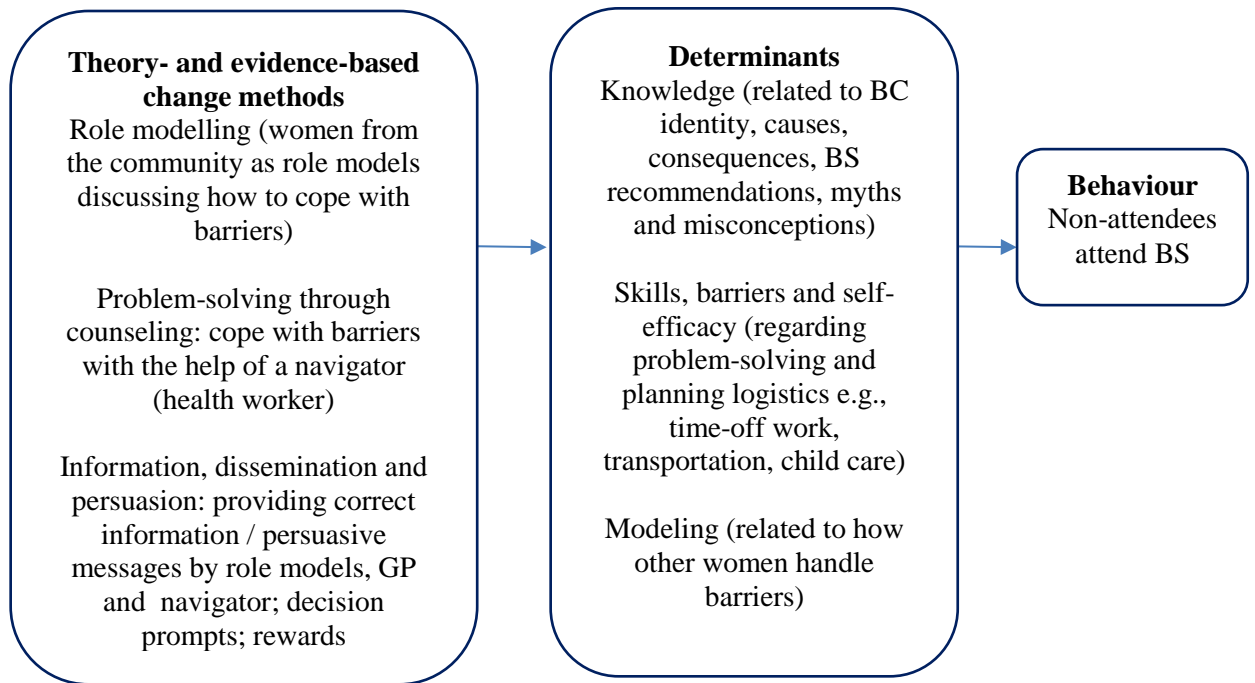 Theory- and evidence-based
change methods
Role modelling (women from
the community as role models
discussing how to cope with
barriers)
Problem-solving through
counseling: cope with barriers
with the help of a navigator
(health worker)
Information, dissemination and
persuasion: providing correct
information / persuasive
messages by role models, GP
and navigator; decision
prompts; rewards
Determinants
Knowledge (related to BC
identity, causes,
consequences, BS
recommendations, myths
and misconceptions)
Skills, barriers and self-
efficacy (regarding
problem-solving and
planning logistics e.g.,
time-off work,
transportation, child care)
Modeling (related to how
other women handle
barriers)
Behaviour
Non-attendees
attend BS